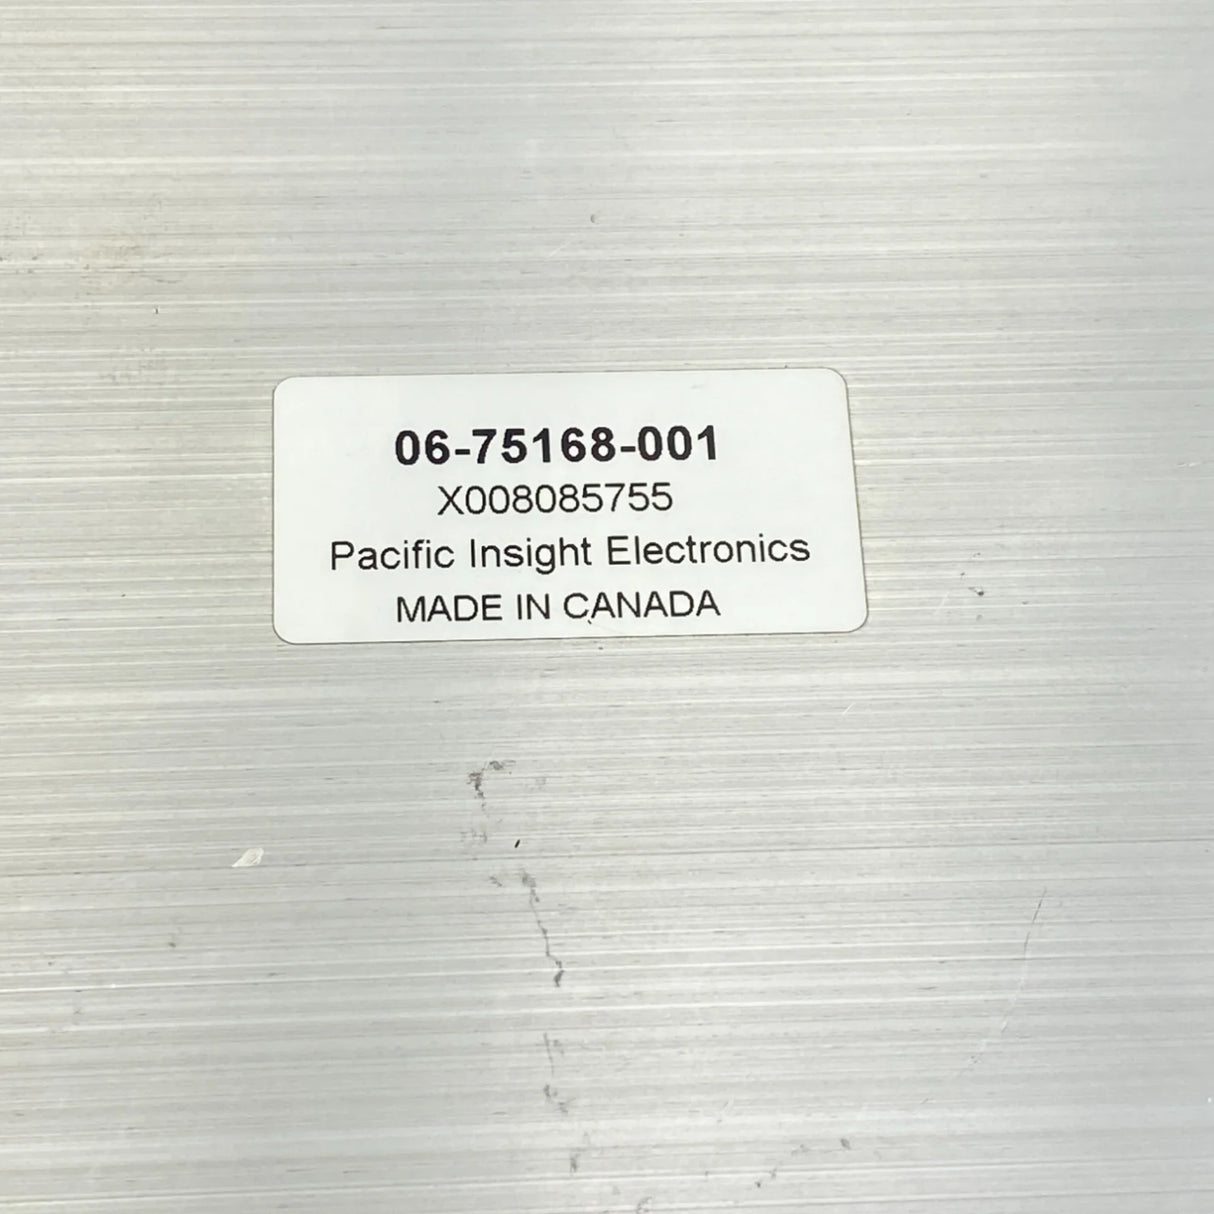 06-75168-001
X008085755
Pacific Insight Electronics
MADE IN CANADA